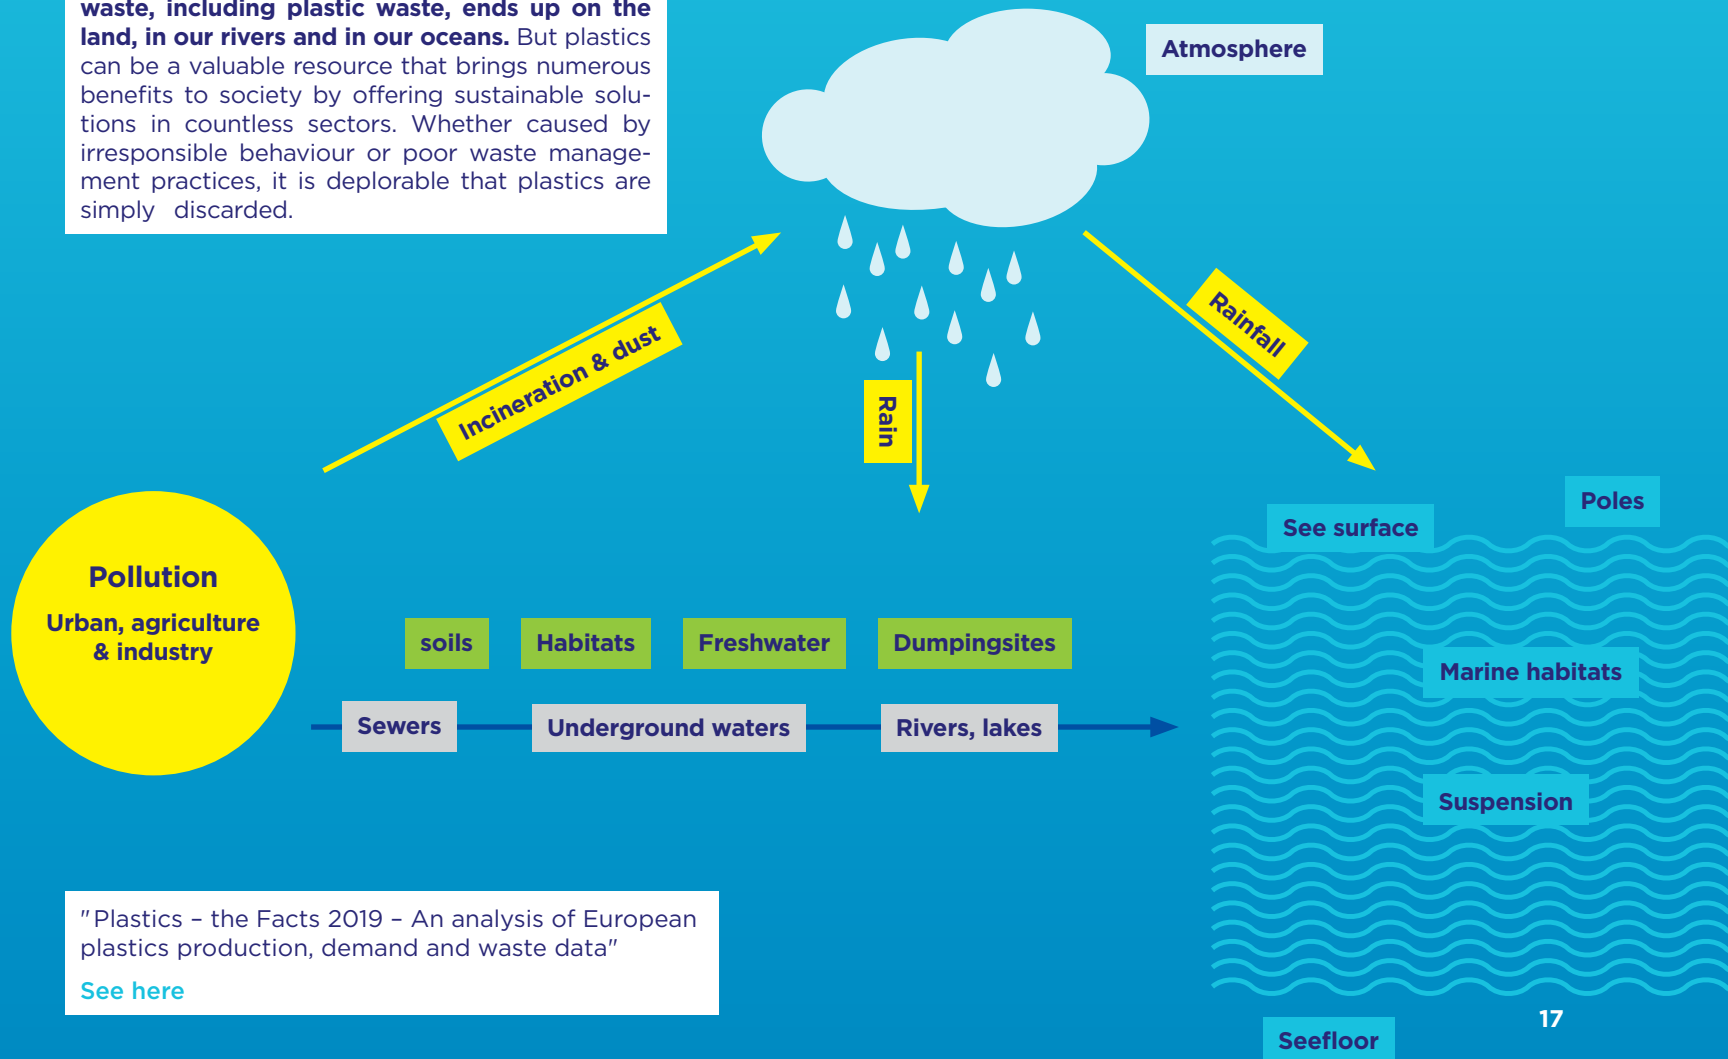 waste, including plastic waste, ends up on the
land, in our rivers and in our oceans. But plastics
can be a valuable resource that brings numerous
benefits to society by offering sustainable solu-
tions in countless sectors. Whether caused by
irresponsible behaviour or poor waste manage-
ment practices, it is deplorable that plastics are
simply discarded.
Atmosphere
Incineration & dust
Rain
Rainfall
Poles
See surface
Pollution
Urban, agriculture
& industry
soils
Habitats
Freshwater
Dumpingsites
Marine habitats
Sewers
Underground waters
Rivers, lakes
Suspension
"Plastics – the Facts 2019 – An analysis of European
plastics production, demand and waste data"
See here
17
Seefloor